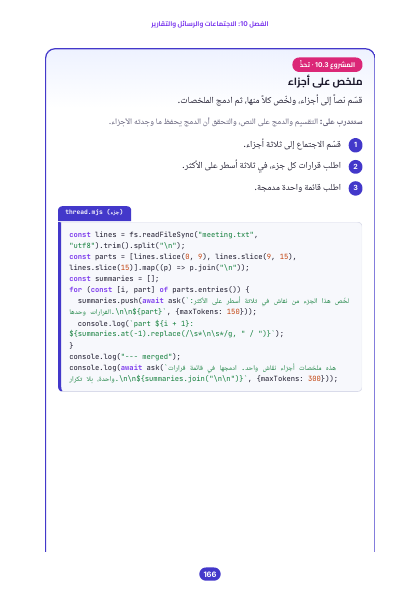 الفصل 10: الاجتماعات والرسائل والتقارير
المشروع 10.3 · تحدٍّ
ملخص على أجزاء
قسّم نصاً إلى أجزاء، ولخّص كلاً منها، ثم ادمج الملخصات.
ستتدرب على: التقسيم والدمج على النص، والتحقق أن الدمج يحفظ ما وجدته الأجزاء.
1 قسّم الاجتماع إلى ثلاثة أجزاء.
2 اطلب قرارات كل جزء، في ثلاثة أسطر على الأكثر.
3 اطلب قائمة واحدة مدمجة.
thread.mjs (جزء)
const lines = fs.readFileSync("meeting.txt",
"utf8").trim().split("\n");
const parts = [lines.slice(0, 9), lines.slice(9, 15),
lines.slice(15)].map((p) => p.join("\n"));
const summaries = [];
for (const [i, part] of parts.entries()) {
summaries.push(await ask(`لخّص هذا الجزء من نقاش في ثلاثة أسطر على الأكثر:
القرارات وحدها.\n\n${part}`, {maxTokens: 150}));
console.log(`part ${i + 1}:
${summaries.at(-1).replace(/\s*\n\s*/g, " / ")}`);
}
console.log("--- merged");
console.log(await ask(`هذه ملخصات أجزاء نقاش واحد. ادمجها في قائمة قرارات
واحدة، بلا تكرار.\n\n${summaries.join("\n\n")}`, {maxTokens: 300}));
166